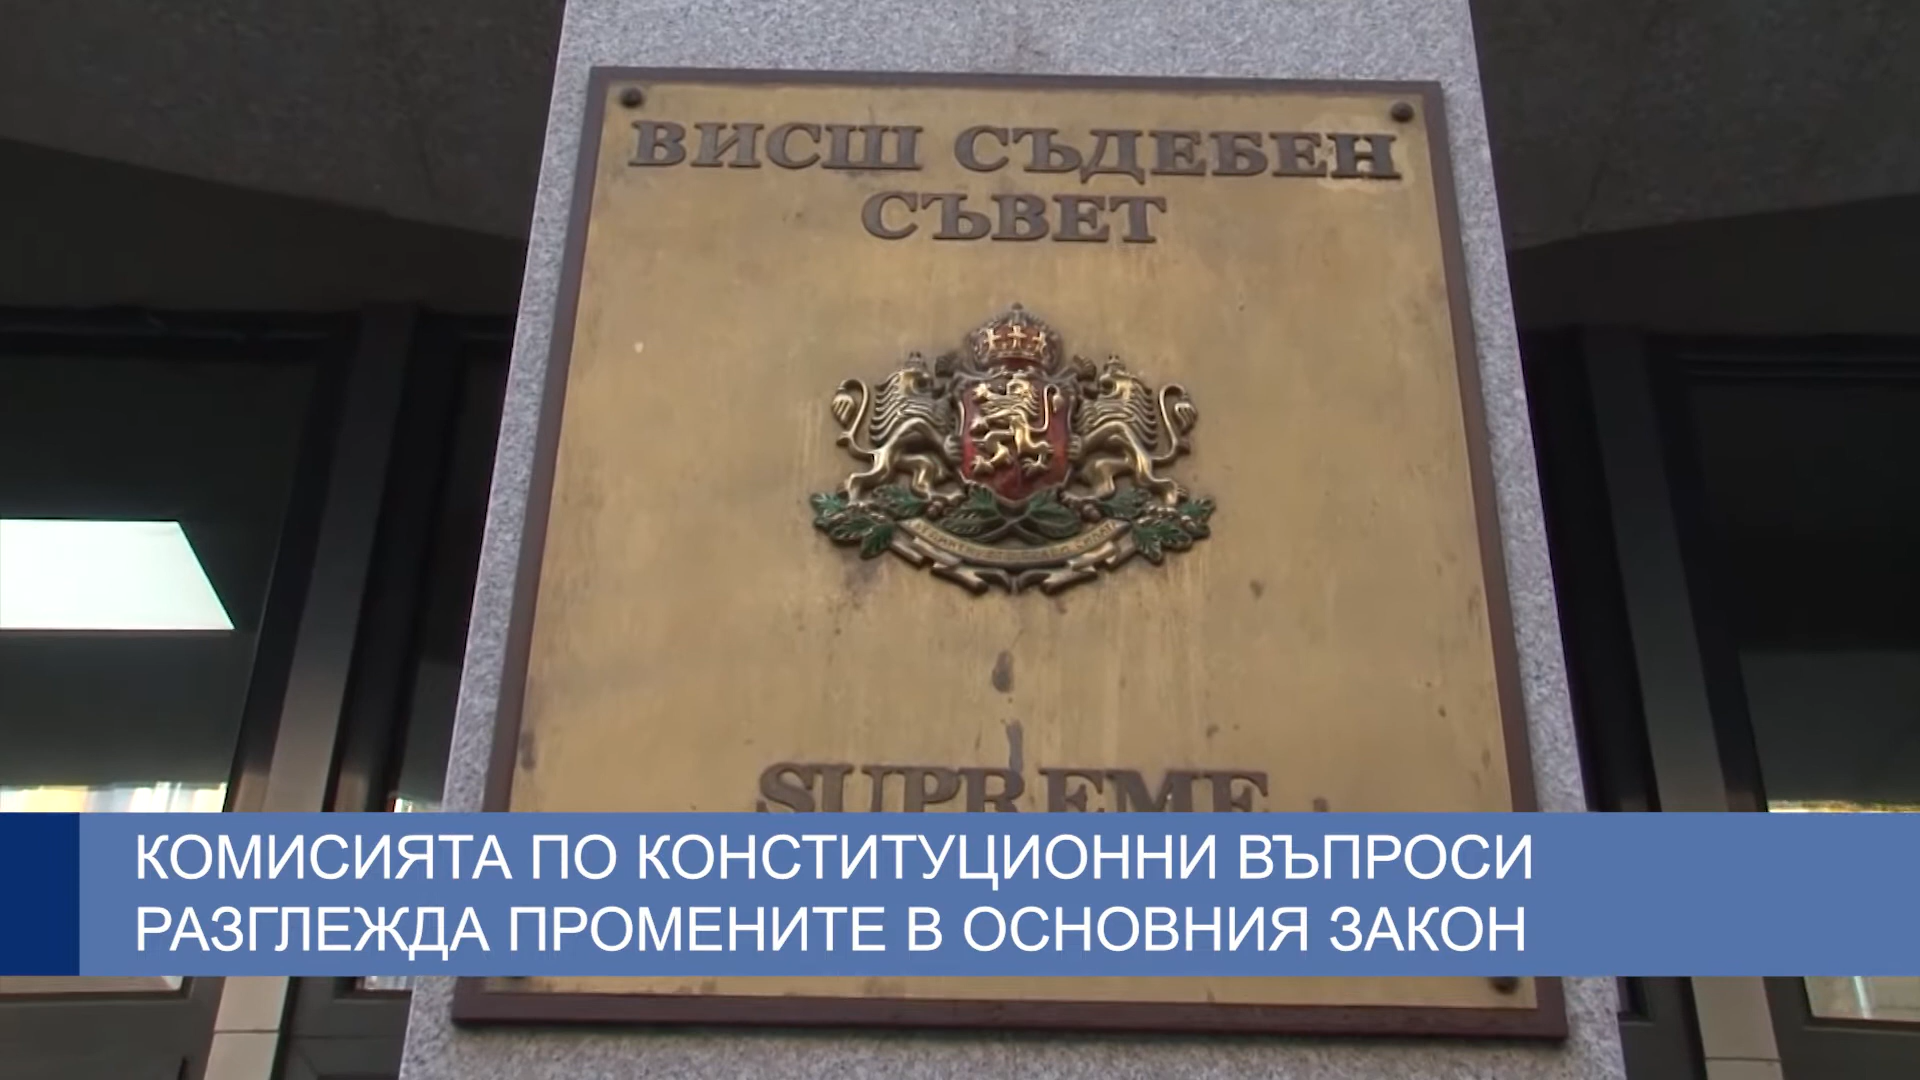 ВИСШ СЪДЕБЕН
СЪВЕТ
SUPREME
КОМИСИЯТА ПО КОНСТИТУЦИОННИ ВЪПРОСИ
РАЗГЛЕЖДА ПРОМЕНИТЕ В ОСНОВНИЯ ЗАКОН